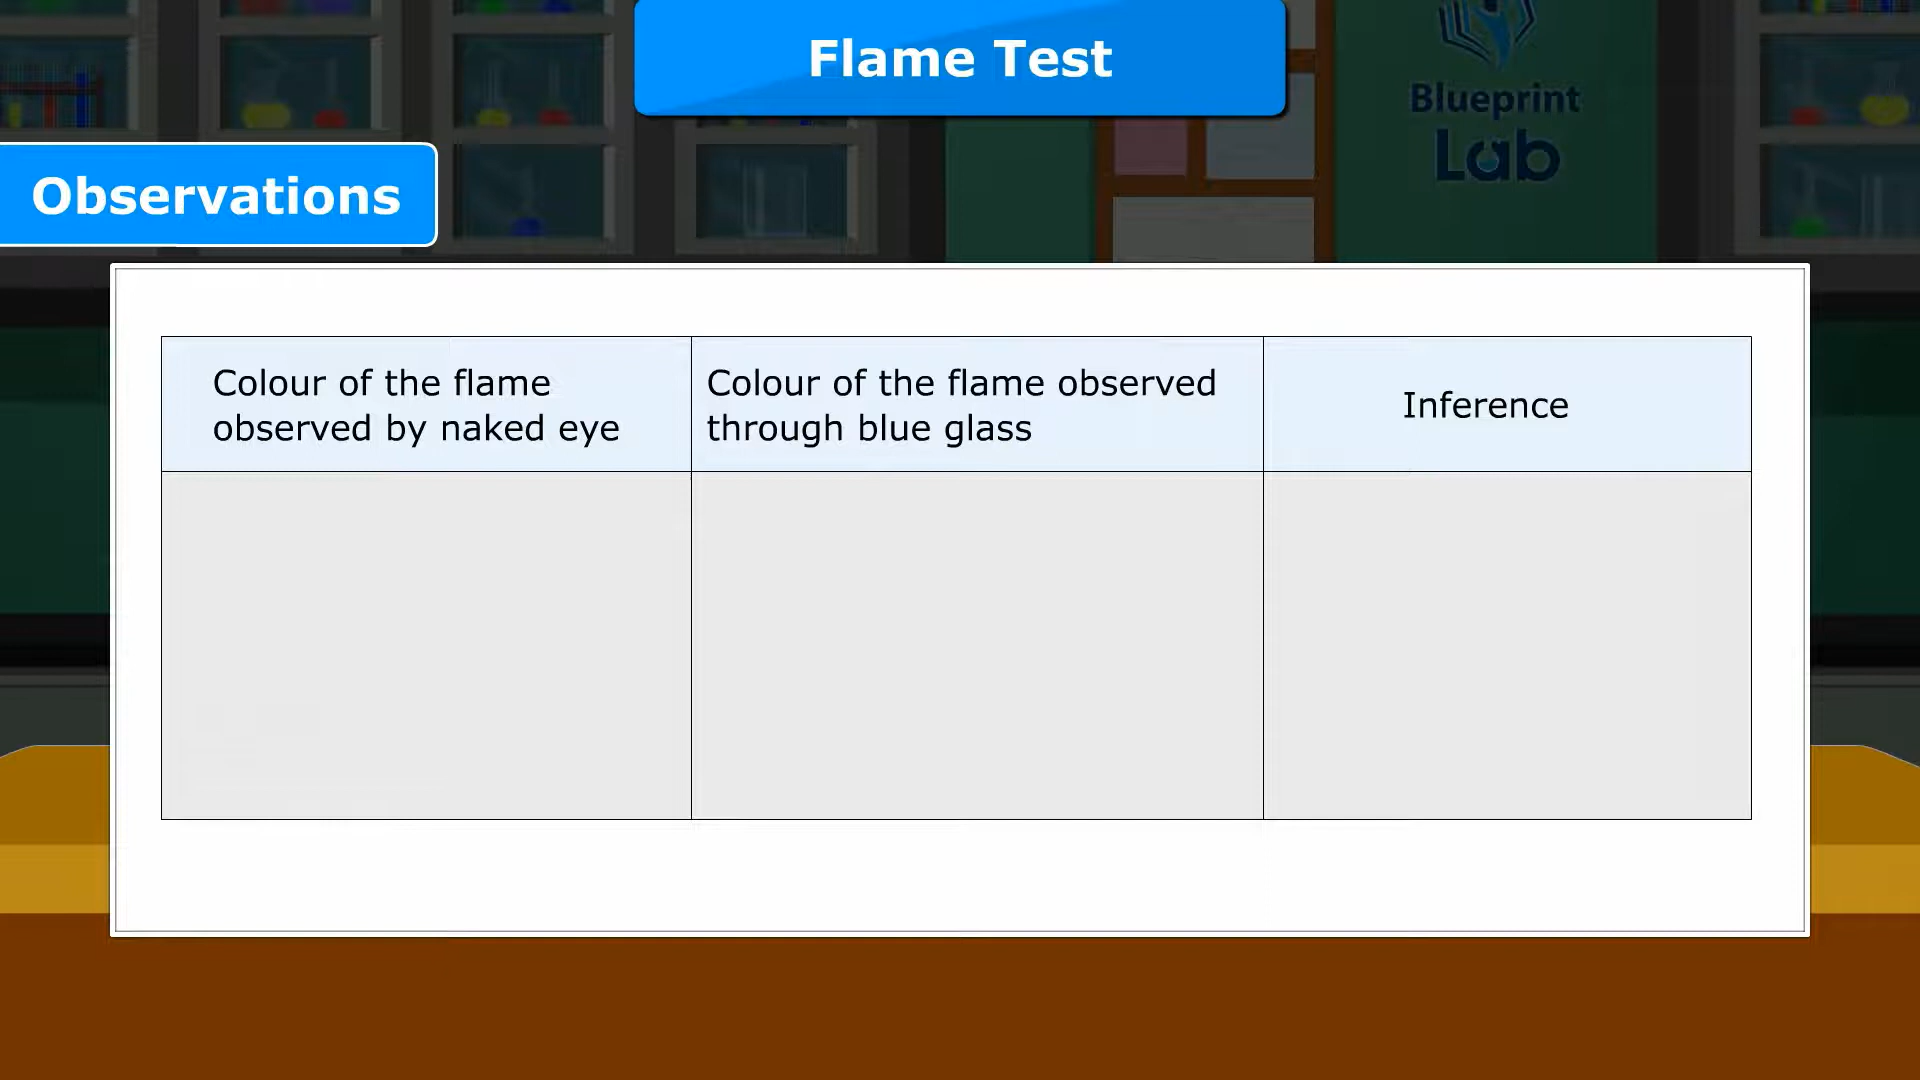 Flame Test
Blueprint
Lab
Observations
Colour of the flame
observed by naked eye
Colour of the flame observed
through blue glass
Inference